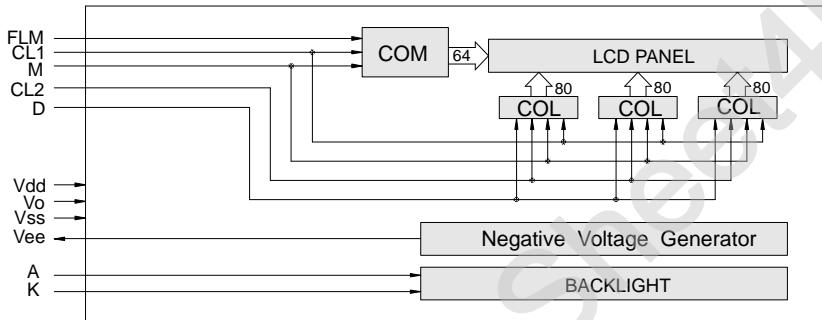 FLM
CL1
M
CL2
D
COM
64
LCD PANEL
80
80
80
COL
COL
COL
Vdd
Vo
Vss
Vee
Negative Voltage Generator
A
K
BACKLIGHT
Sheet4